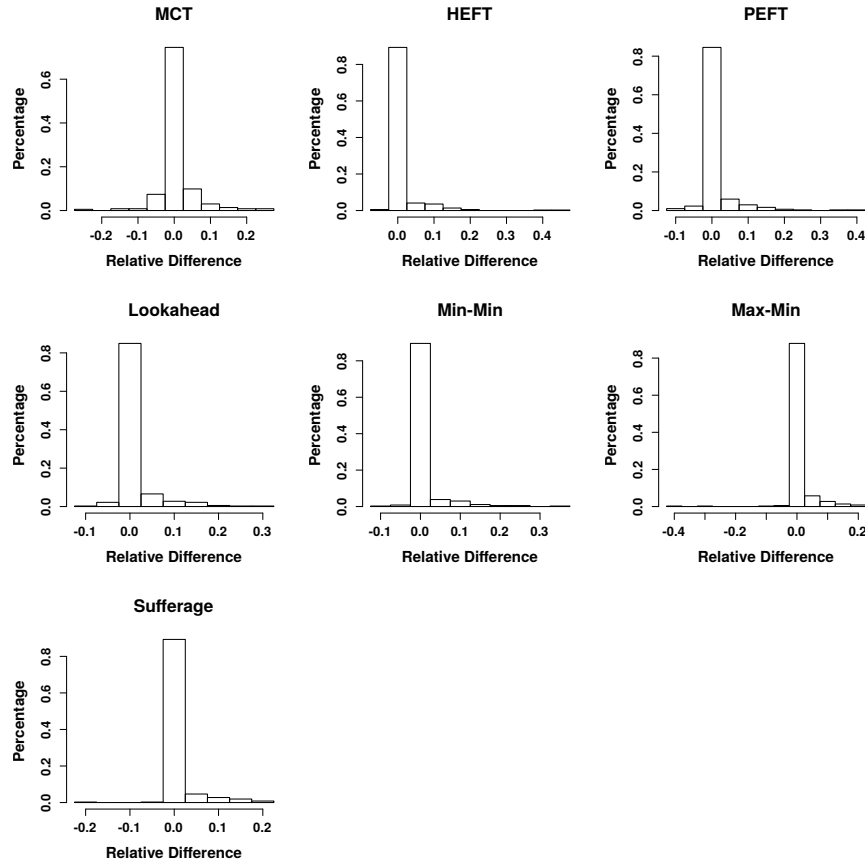 MCT
Percentage
0.0 0.2 0.4 0.6
-0.2 -0.1 0.0 0.1 0.2
Relative Difference
HEFT
Percentage
0.0 0.2 0.4 0.6 0.8
0.0 0.1 0.2 0.3 0.4
Relative Difference
PEFT
Percentage
0.0 0.2 0.4 0.6 0.8
-0.1 0.0 0.1 0.2 0.3 0.4
Relative Difference
Lookahead
Percentage
0.0 0.2 0.4 0.6 0.8
-0.1 0.0 0.1 0.2 0.3
Relative Difference
Min-Min
Percentage
0.0 0.2 0.4 0.6 0.8
-0.1 0.0 0.1 0.2 0.3
Relative Difference
Max-Min
Percentage
0.0 0.2 0.4 0.6 0.8
-0.4 -0.2 0.0 0.2
Relative Difference
Sufferage
Percentage
0.0 0.2 0.4 0.6 0.8
-0.2 -0.1 0.0 0.1 0.2
Relative Difference